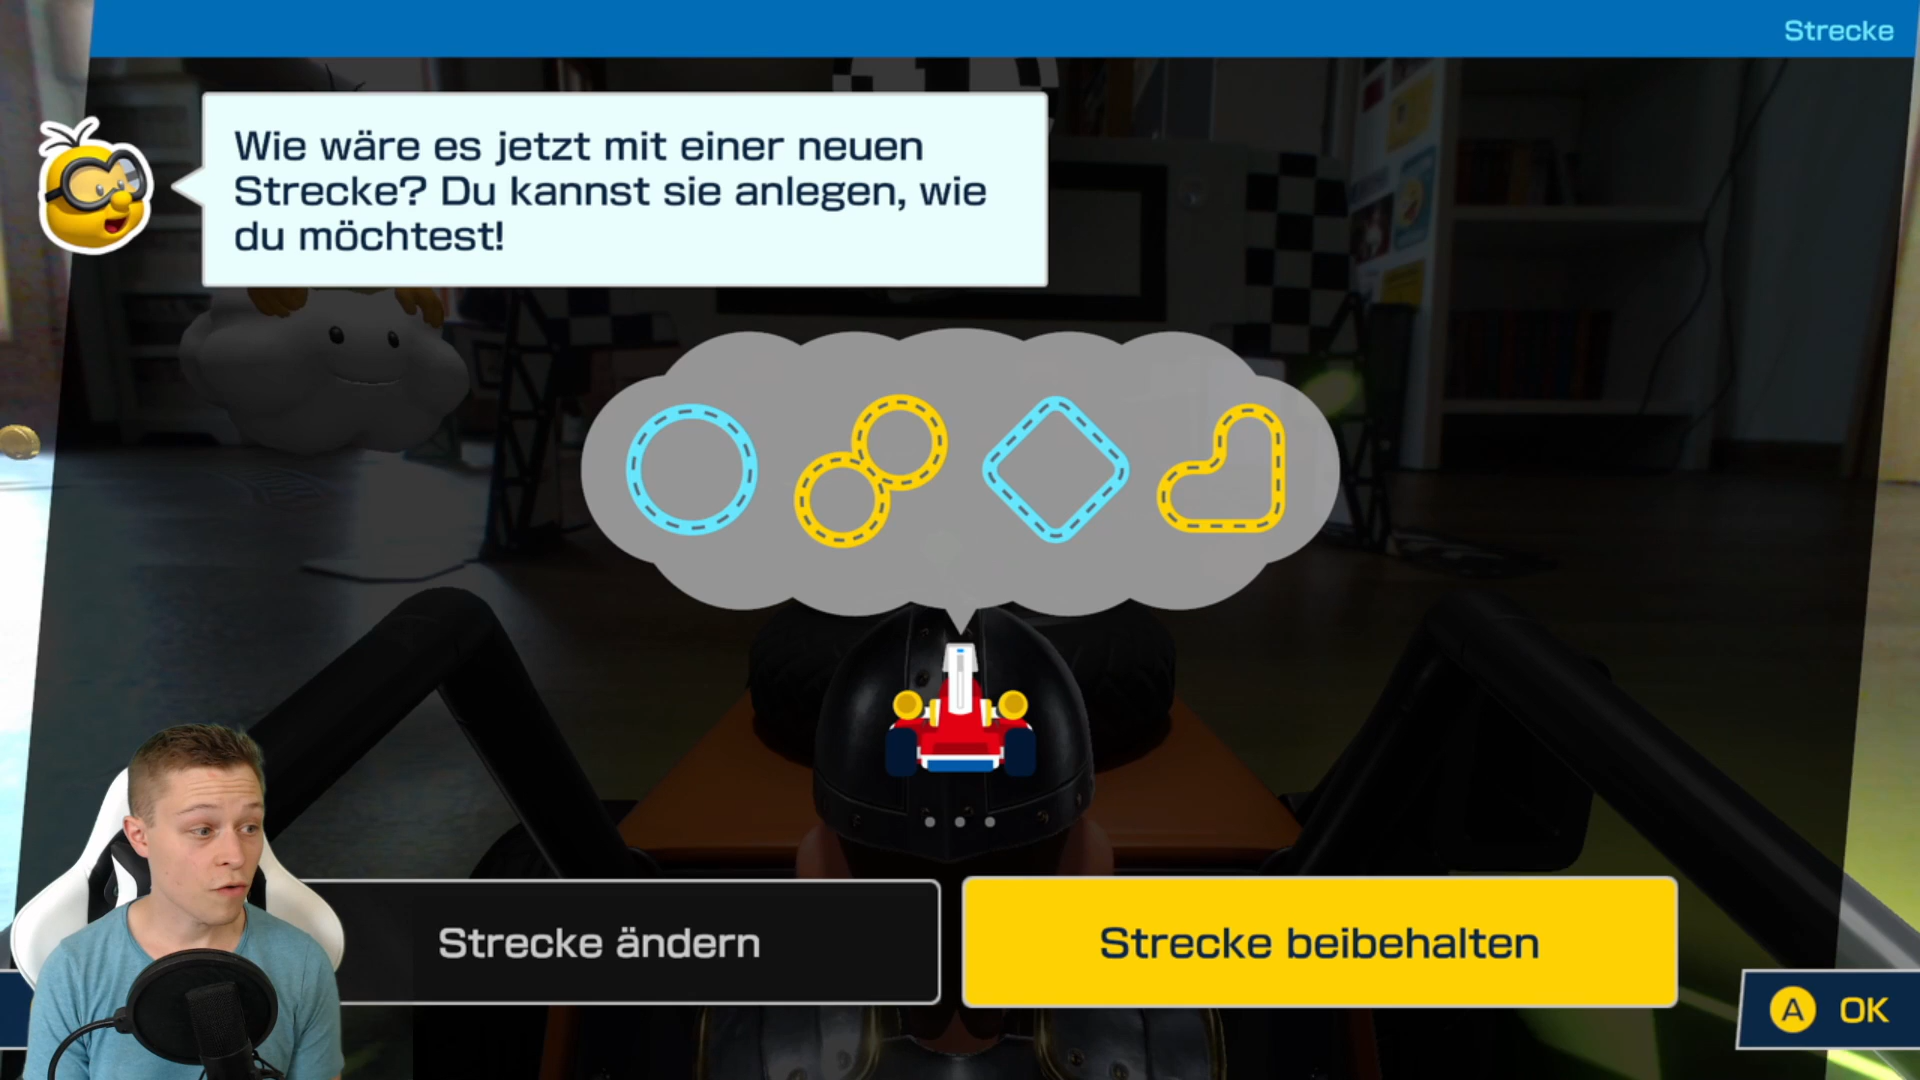 Strecke
Wie wäre es jetzt mit einer neuen
Strecke? Du kannst sie anlegen, wie
du möchtest!
Strecke ändern
Strecke beibehalten
A OK